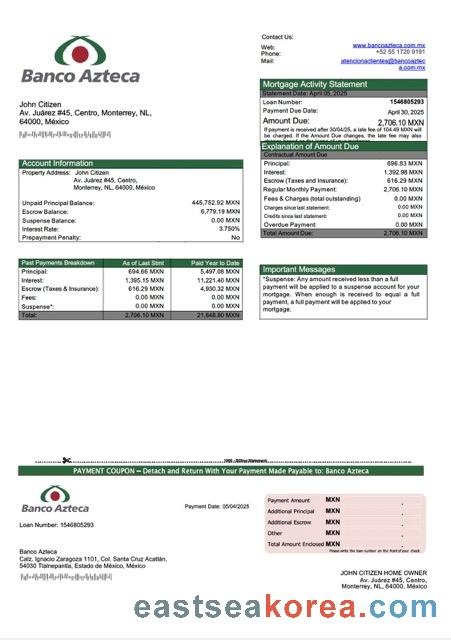 Contact Us:
Web: www.bancoazteca.com.mx
Phone: +52 55 1720 9191
Mail: atencionaclientes@bancoaztec
a.com.mx
Banco Azteca
John Citizen
Av. Juárez #45, Centro, Monterrey, NL,
64000, México
Mortgage Activity Statement
Statement Date: April 05, 2025
Loan Number: 1546805293
Payment Due Date: April 30, 2025
Amount Due: 2,706.10 MXN
If payment is received after 30/04/25, a late fee of 104.49 MXN will
be charged. If the Amount Due changes, the late fee may also
Explanation of Amount Due
Contractual Amount Due
Principal: 696.83 MXN
Interest: 1,392.98 MXN
Escrow (Taxes and Insurance): 616.29 MXN
Regular Monthly Payment: 2,706.10 MXN
Fees & Charges (total outstanding) 0.00 MXN
Charges since last statement: 0.00 MXN
Credits since last statement: 0.00 MXN
Overdue Payment: 0.00 MXN
Total Amount Due: 2,706.10 MXN
Account Information
Property Address: John Citizen
Av. Juárez #45, Centro,
Monterrey, NL, 64000, México
Unpaid Principal Balance: 445,752.92 MXN
Escrow Balance: 6,779.19 MXN
Suspense Balance: 0.00 MXN
Interest Rate: 3.750%
Prepayment Penalty: No
Past Payments Breakdown As of Last Stmt Paid Year to Date
Principal: 694.66 MXN 5,497.08 MXN
Interest: 1,395.15 MXN 11,221.40 MXN
Escrow (Taxes & Insurance): 616.29 MXN 4,930.32 MXN
Fees: 0.00 MXN 0.00 MXN
Suspense*: 0.00 MXN 0.00 MXN
Total: 2,706.10 MXN 21,648.80 MXN
Important Messages
*Suspense: Any amount received less than a full
payment will be applied to a suspense account for your
mortgage. When enough is received to equal a full
payment, a full payment will be applied to your
mortgage.
PAYMENT COUPON – Detach and Return With Your Payment Made Payable to: Banco Azteca
Banco Azteca
Payment Date: 05/04/2025
Loan Number: 1546805293
Payment Amount MXN .
Additional Principal MXN .
Additional Escrow MXN .
Other MXN .
Total Amount Enclosed MXN .
Please write the loan number on the front of your check.
Banco Azteca
Calz. Ignacio Zaragoza 1101, Col. Santa Cruz Acatlán,
54030 Tlalnepantla, Estado de México, México
JOHN CITIZEN HOME OWNER
Av. Juárez #45, Centro,
Monterrey, NL, 64000, México
eastseakorea.com